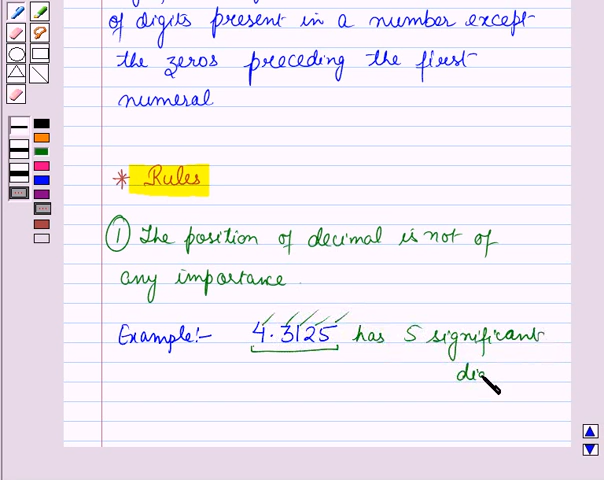 of digits present in a number except
the zeros preceding the first
numeral
* Rules
① The position of decimal is not of
any importance.
Example:- 4.3125 has 5 significant
di